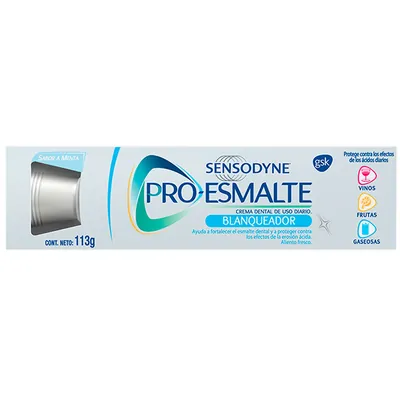 SABOR A MENTA
CONT. NETO: 113g
SENSODYNE
PRO-ESMALTE
CREMA DENTAL DE USO DIARIO.
BLANQUEADOR
Ayuda a fortalecer el esmalte dental y a proteger contra
los efectos de la erosión ácida.
Aliento fresco.
gsk
Protege contra los efectos
de los ácidos diarios
VINOS
FRUTAS
GASEOSAS